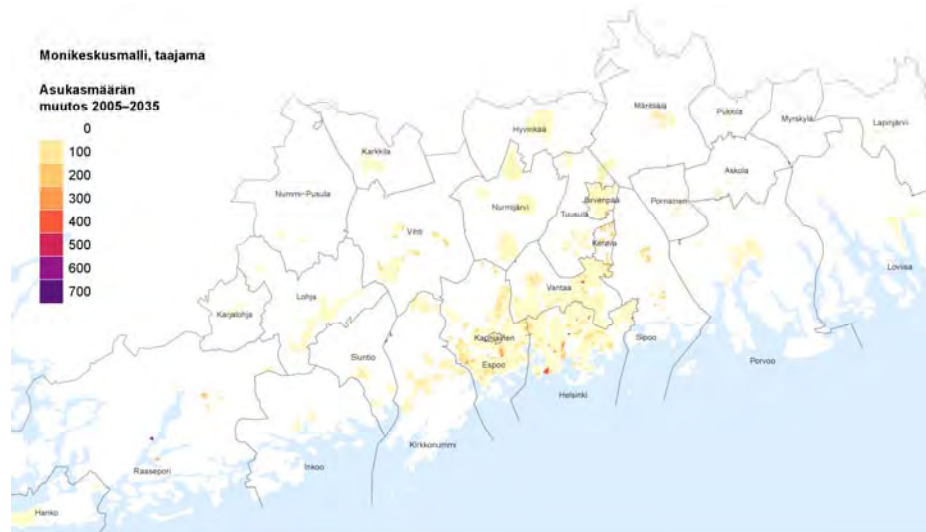 Monikeskusmalli, taajama
Asukasmäärän
muutos 2005–2035
0
100
200
300
400
500
600
700
Mäntsälä
Pukkila
Myrskylä
Lapinjärvi
Hyvinkää
Karkkila
Askola
Nummi-Pusula
Nurmijärvi
Järvenpää
Pornainen
Tuusula
Vihti
Kerava
Loviisa
Vantaa
Lohja
Karjalohja
Kauniainen
Sipoo
Siuntio
Espoo
Porvoo
Helsinki
Kirkkonummi
Inkoo
Raasepori
Hanko